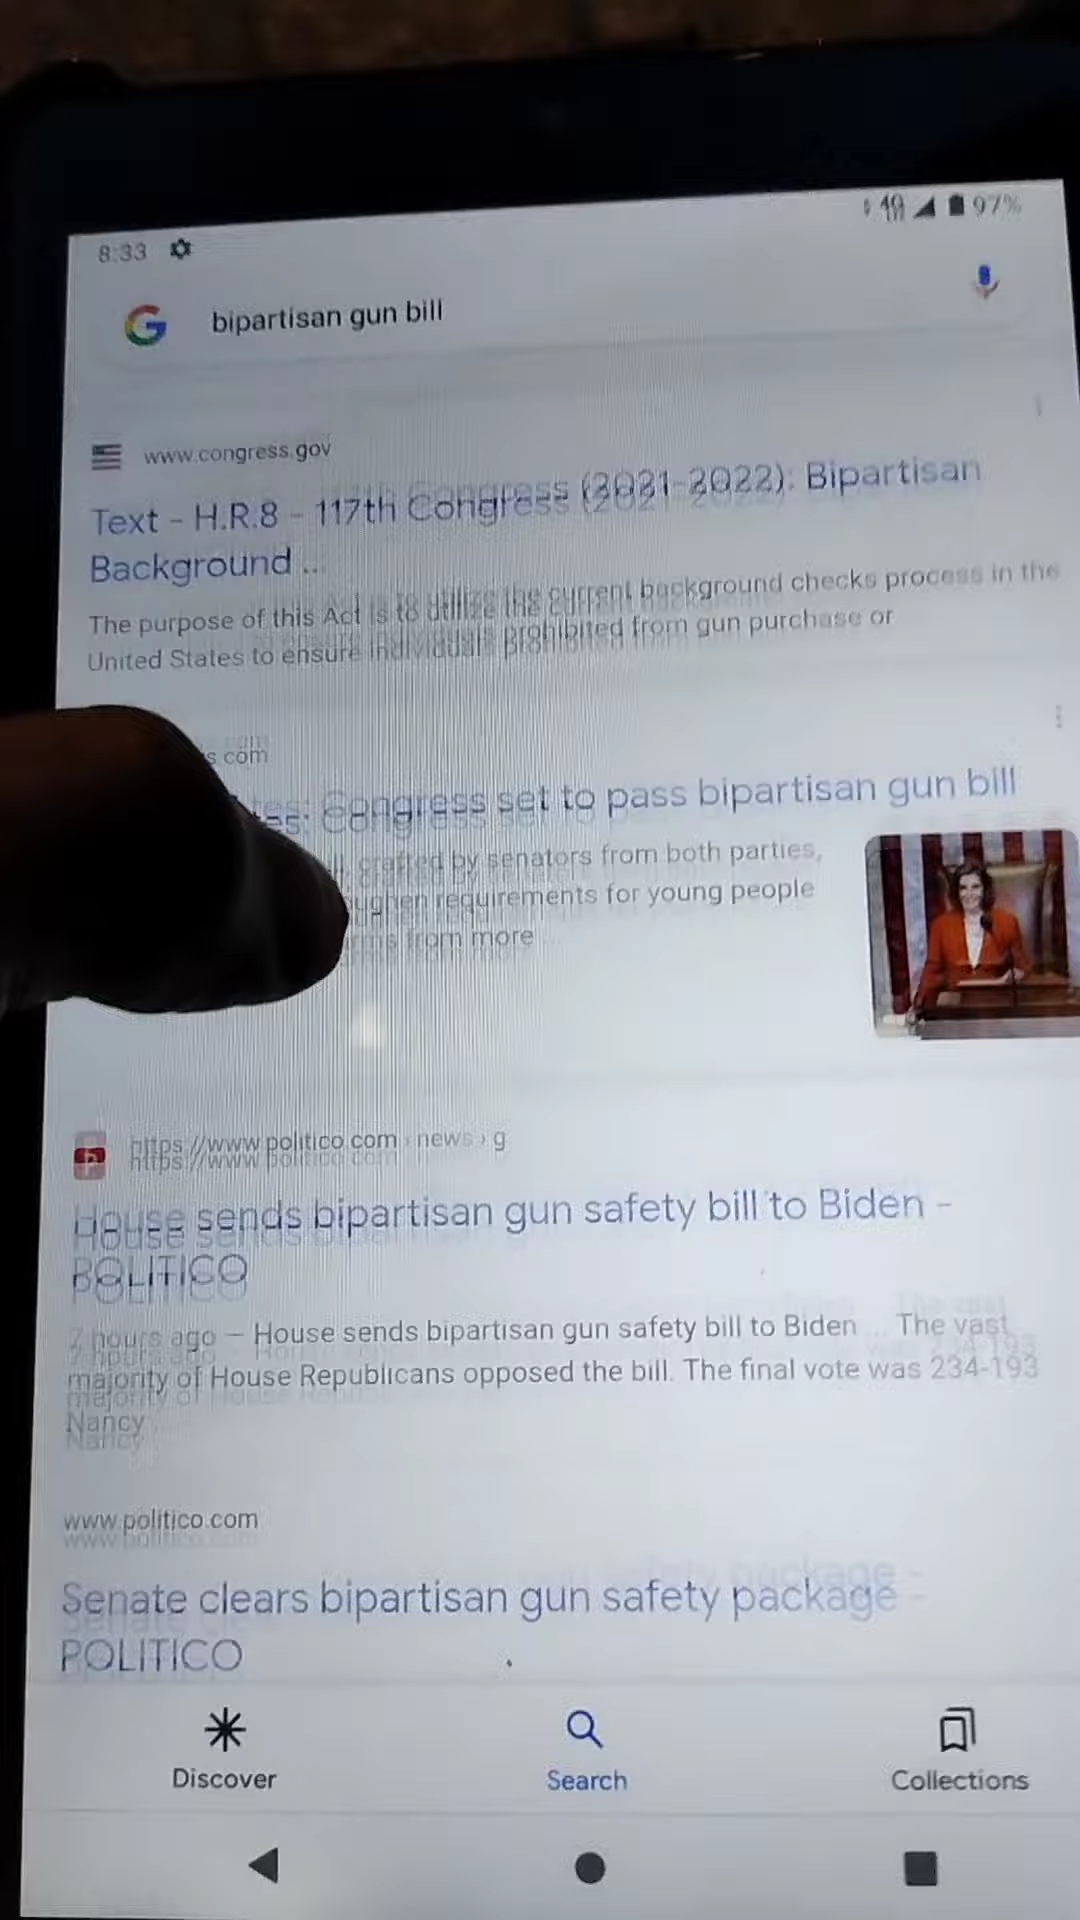 8:33
4G 97%
bipartisan gun bill
www.congress.gov
Text - H.R.8 - 117th Congress (2021-2022): Bipartisan
Background ...
The purpose of this Act is to utilize the current background checks process in the
United States to ensure individuals prohibited from gun purchase or
s com
tes: Congress set to pass bipartisan gun bill
crafted by senators from both parties,
oughen requirements for young people
rms from more
https://www.politico.com › news › g
House sends bipartisan gun safety bill to Biden -
POLITICO
7 hours ago — House sends bipartisan gun safety bill to Biden ... The vast
majority of House Republicans opposed the bill. The final vote was 234-193
Nancy
www.politico.com
Senate clears bipartisan gun safety package -
POLITICO
Discover
Search
Collections